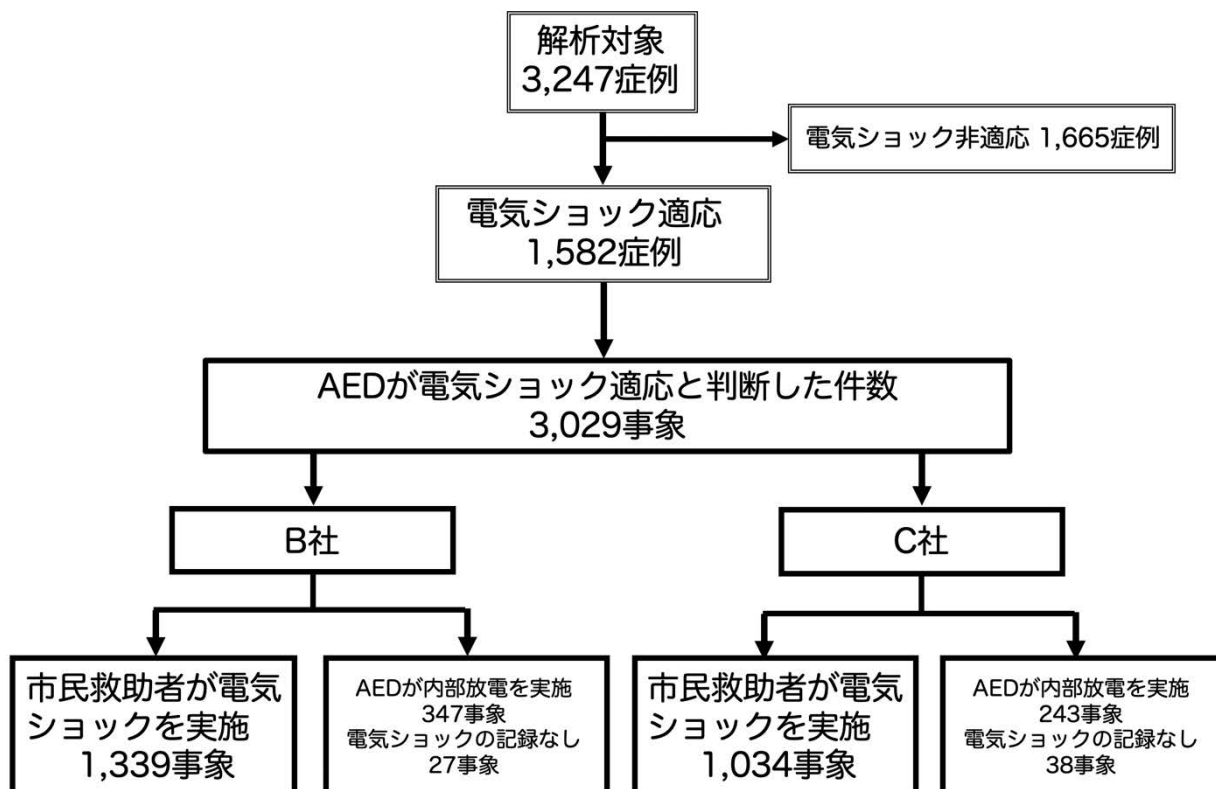 解析対象
3,247症例
電気ショック非適応 1,665症例
電気ショック適応
1,582症例
AEDが電気ショック適応と判断した件数
3,029事象
B社
C社
市民救助者が電気
ショックを実施
1,339事象
AEDが内部放電を実施
347事象
電気ショックの記録なし
27事象
市民救助者が電気
ショックを実施
1,034事象
AEDが内部放電を実施
243事象
電気ショックの記録なし
38事象